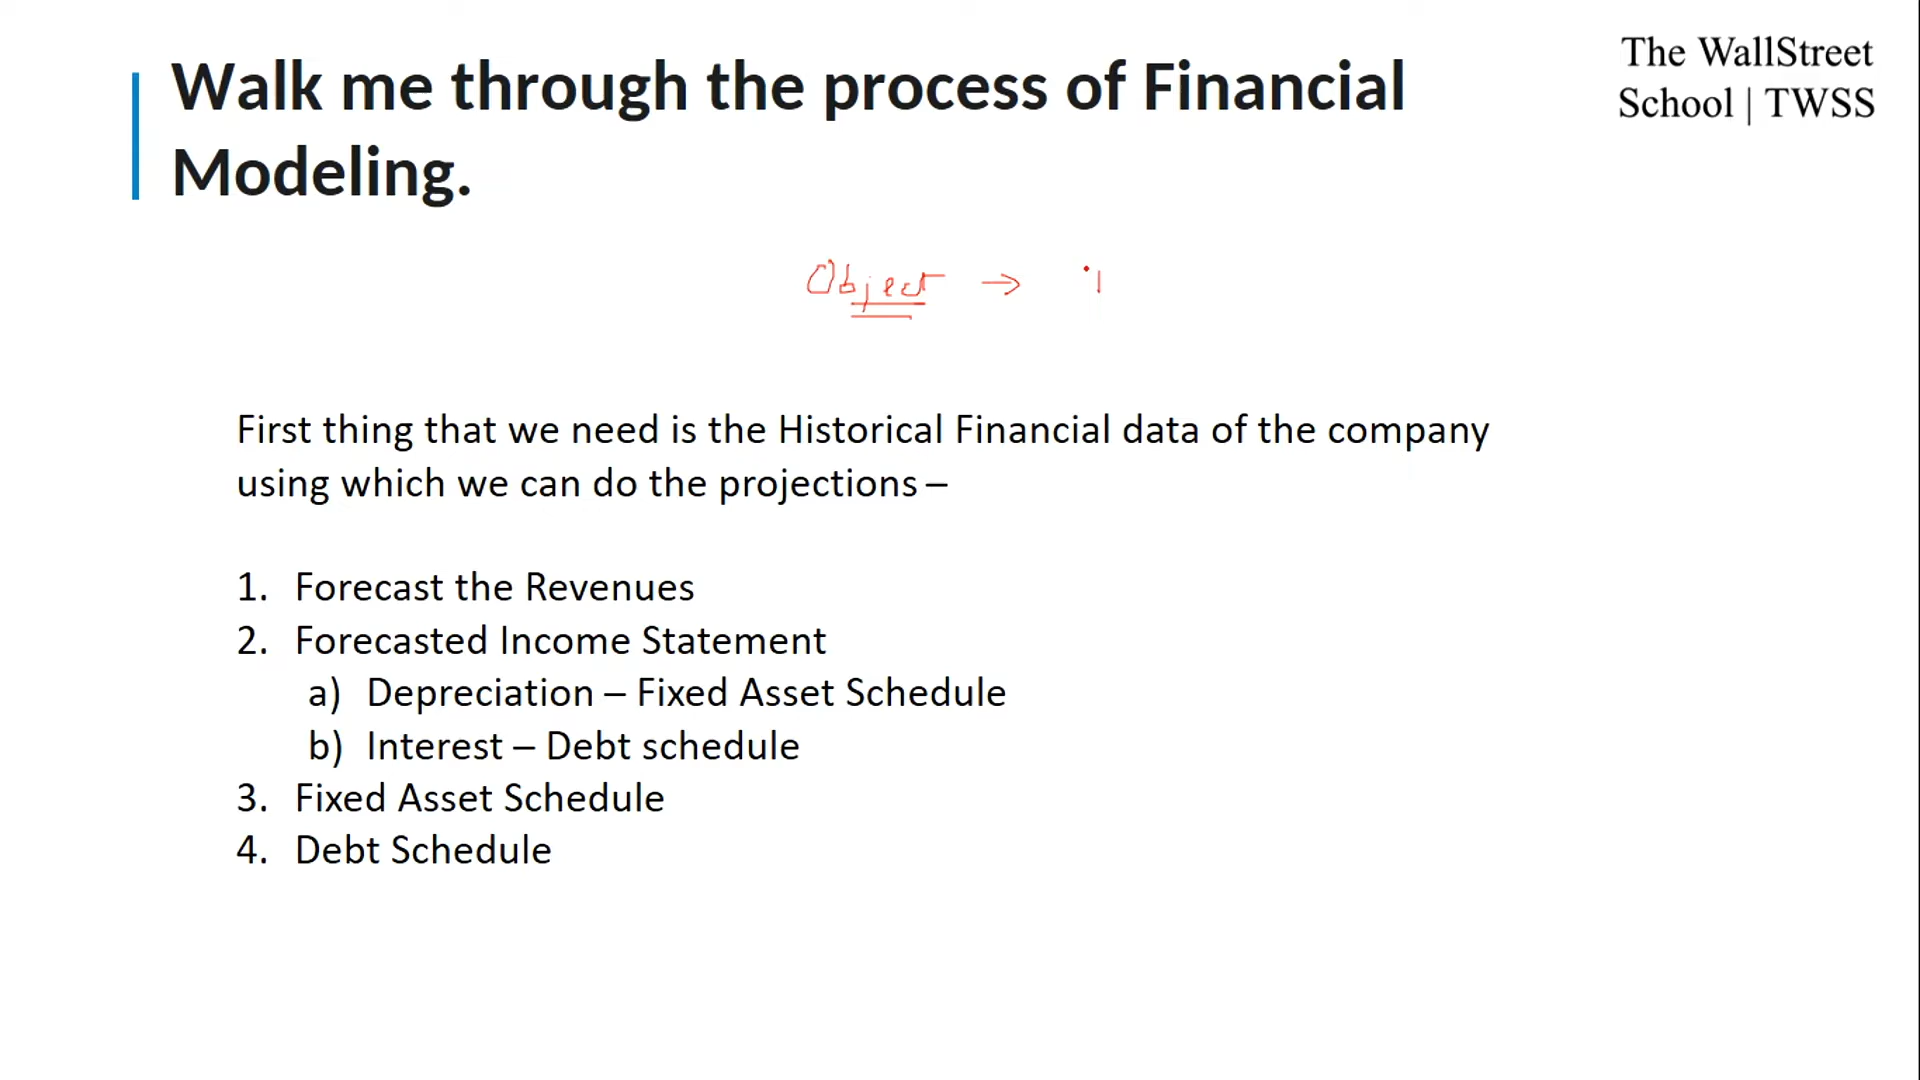 Walk me through the process of Financial
Modeling.
The WallStreet
School | TWSS
Object →
First thing that we need is the Historical Financial data of the company
using which we can do the projections –
1. Forecast the Revenues
2. Forecasted Income Statement
a) Depreciation – Fixed Asset Schedule
b) Interest – Debt schedule
3. Fixed Asset Schedule
4. Debt Schedule